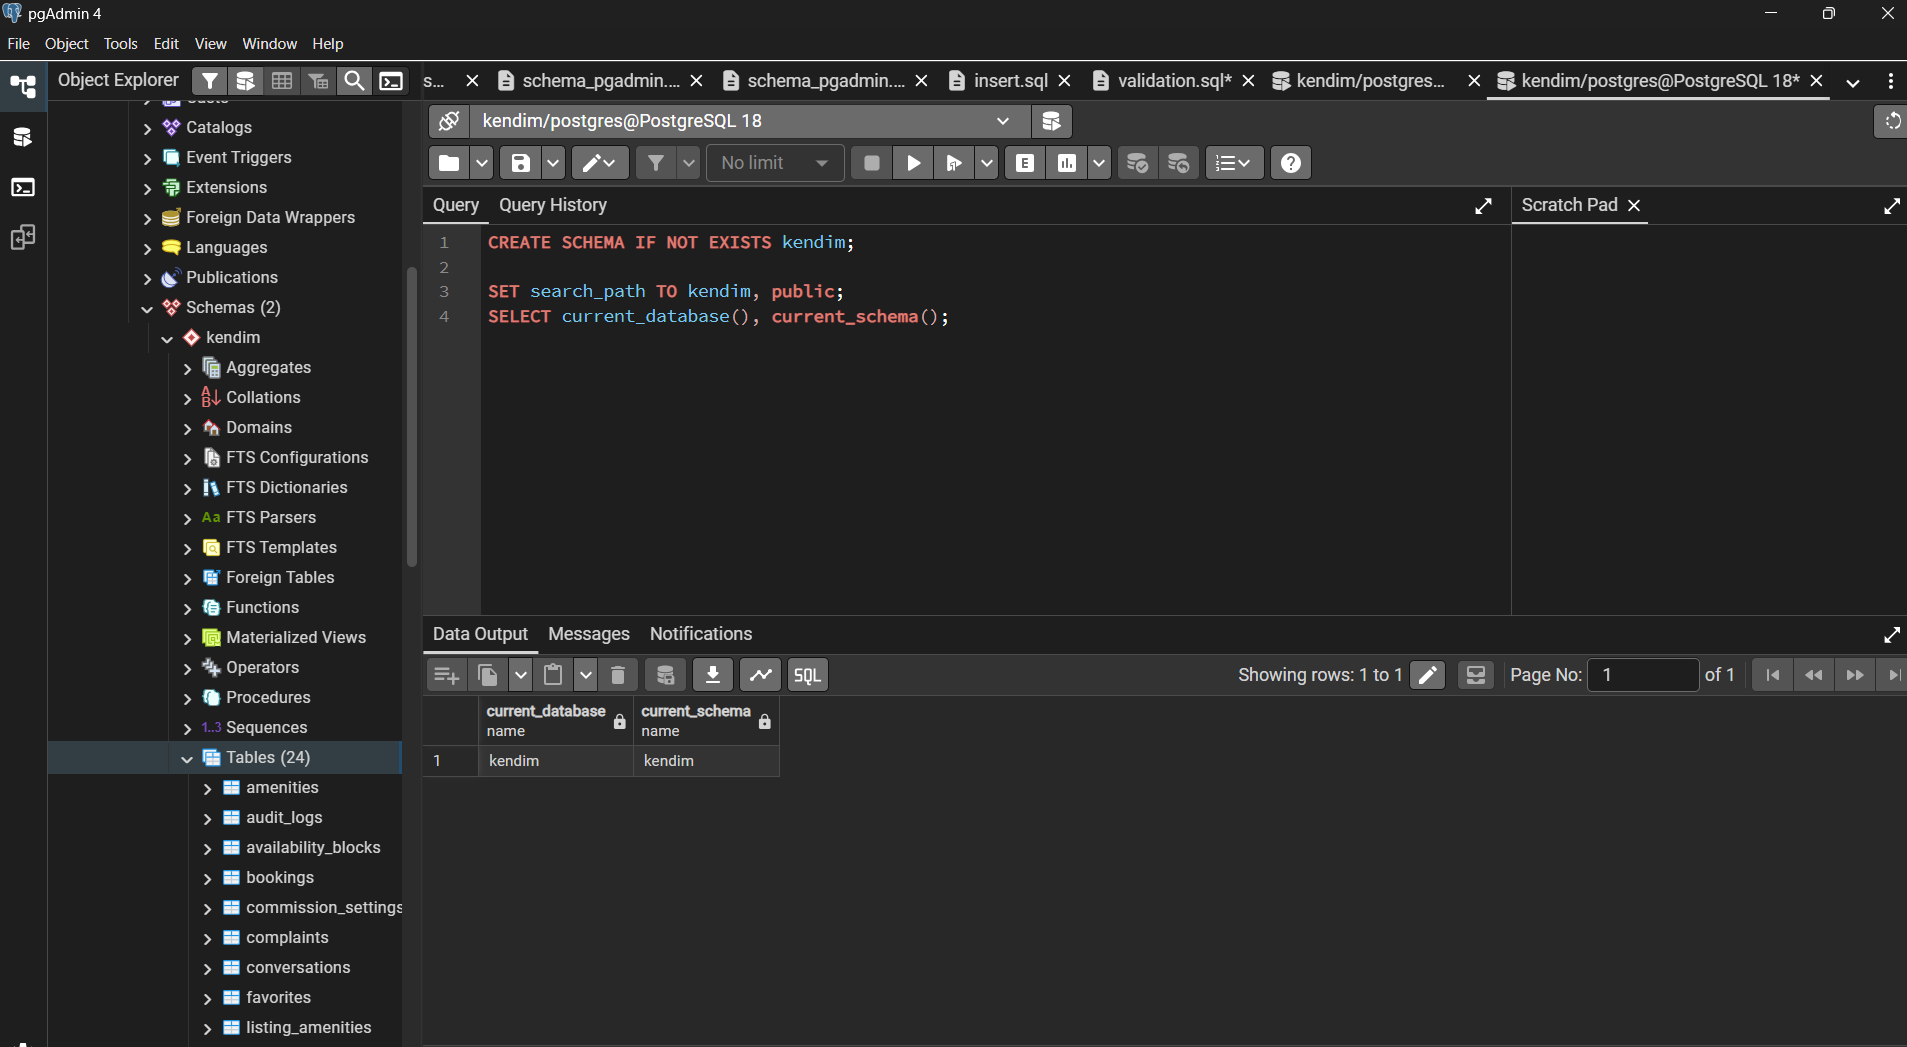 pgAdmin 4
File Object Tools Edit View Window Help
Object Explorer
s... schema_pgadmin.... schema_pgadmin.... insert.sql validation.sql* kendim/postgres... kendim/postgres@PostgreSQL 18*
kendim/postgres@PostgreSQL 18
No limit
E
Query Query History
Scratch Pad
1 CREATE SCHEMA IF NOT EXISTS kendim;
2
3 SET search_path TO kendim, public;
4 SELECT current_database(), current_schema();
Catalogs
Event Triggers
Extensions
Foreign Data Wrappers
Languages
Publications
Schemas (2)
kendim
Aggregates
Collations
Domains
FTS Configurations
FTS Dictionaries
Aa FTS Parsers
FTS Templates
Foreign Tables
Functions
Materialized Views
Operators
Procedures
1..3 Sequences
Tables (24)
amenities
audit_logs
availability_blocks
bookings
commission_settings
complaints
conversations
favorites
listing_amenities
Data Output Messages Notifications
SQL
Showing rows: 1 to 1
Page No: 1 of 1
current_database name
current_schema name
1 kendim kendim